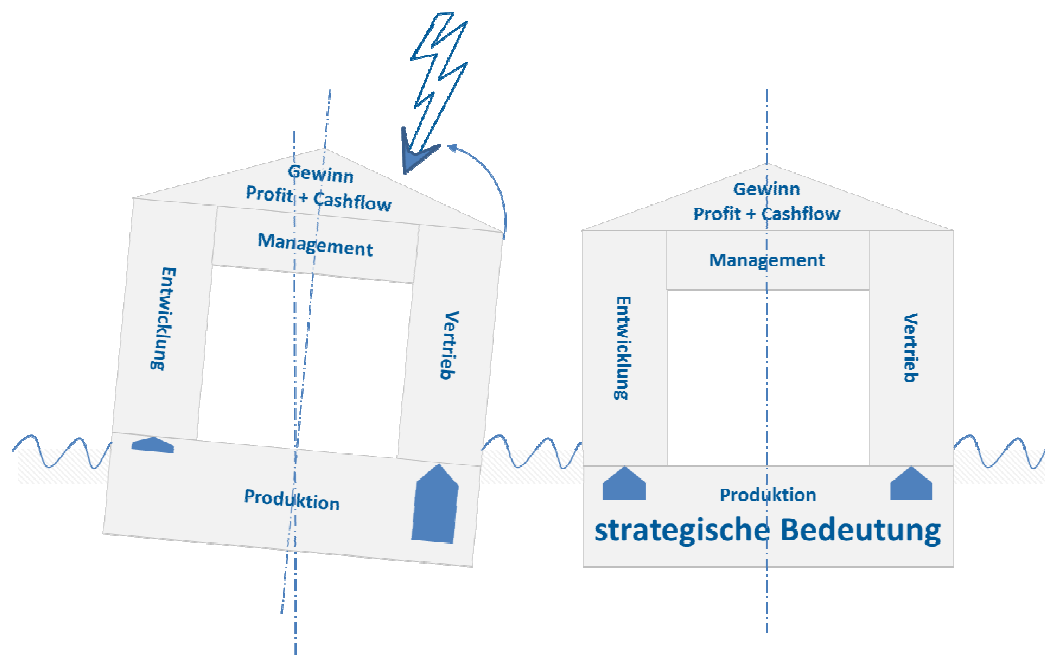 Gewinn
Profit + Cashflow
Management
Entwicklung
Vertrieb
Produktion
Gewinn
Profit + Cashflow
Management
Entwicklung
Vertrieb
Produktion
strategische Bedeutung